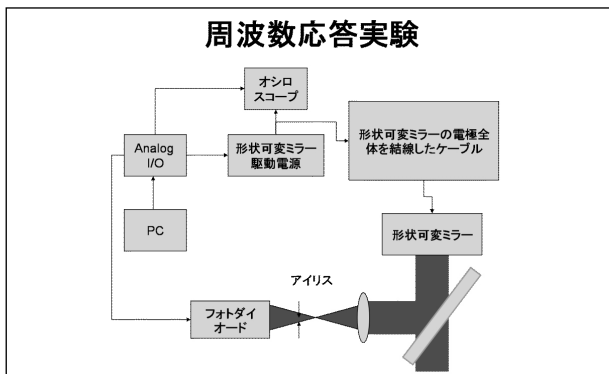 周波数応答実験
オシロ
スコープ
Analog
I/O
形状可変ミラー
駆動電源
形状可変ミラーの電極全
体を結線したケーブル
PC
形状可変ミラー
アイリス
フォトダイ
オード